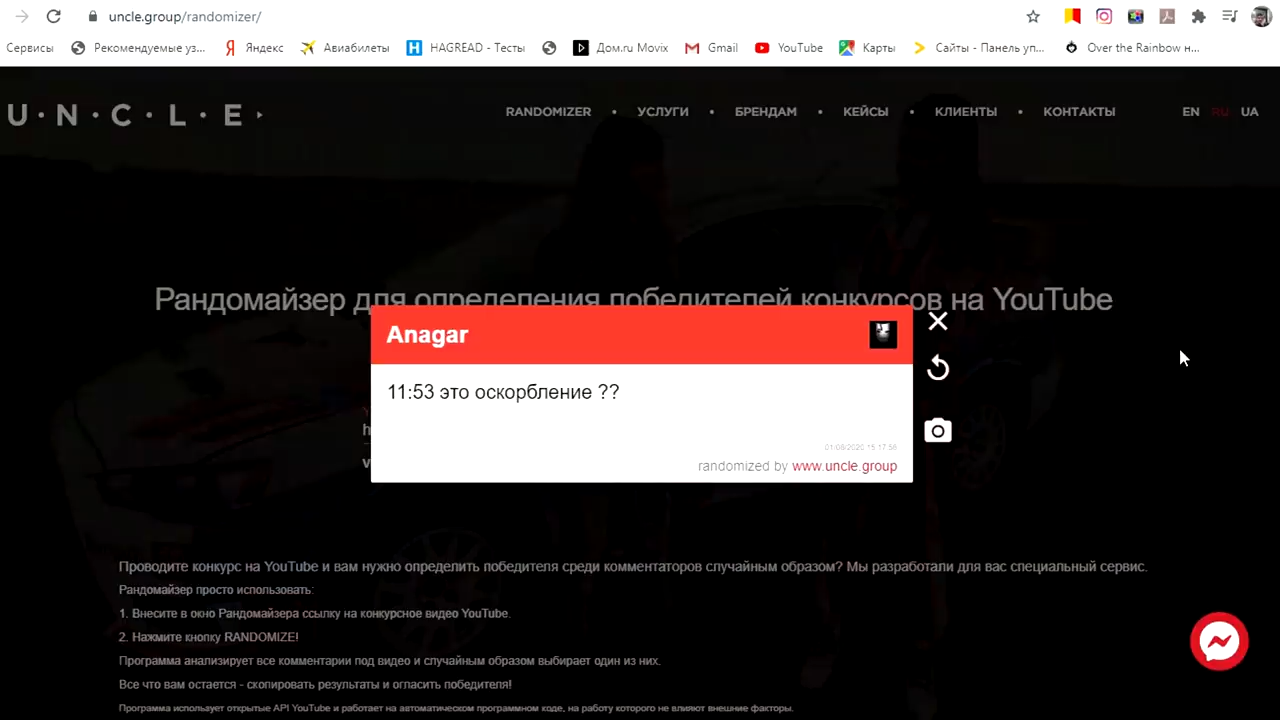 uncle.group/randomizer/
Сервисы Рекомендуемые уз... Яндекс Авиабилеты HAGREAD - Тесты Дом.ru Movix Gmail YouTube Карты Сайты - Панель уп... Over the Rainbow н...
U·N·C·L·E· RANDOMIZER • УСЛУГИ • БРЕНДАМ • КЕЙСЫ • КЛИЕНТЫ • КОНТАКТЫ EN RU UA
Рандомайзер для определения победителей конкурсов на YouTube
Anagar
11:53 это оскорбление ??
randomized by www.uncle.group
Проводите конкурс на YouTube и вам нужно определить победителя среди комментаторов случайным образом? Мы разработали для вас специальный сервис.
Рандомайзер просто использовать:
1. Внесите в окно Рандомайзера ссылку на конкурсное видео YouTube.
2. Нажмите кнопку RANDOMIZE!
Программа анализирует все комментарии под видео и случайным образом выбирает один из них.
Все что вам остается - скопировать результаты и огласить победителя!
Программа использует открытые API YouTube и работает на автоматическом программном коде, на работу которого не влияют внешние факторы.